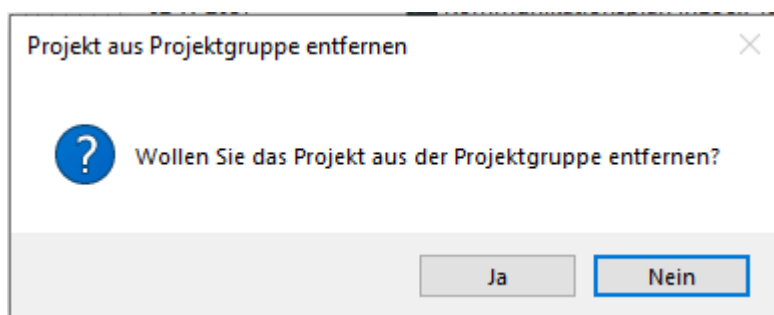 Projekt aus Projektgruppe entfernen
?
Wollen Sie das Projekt aus der Projektgruppe entfernen?
Ja Nein